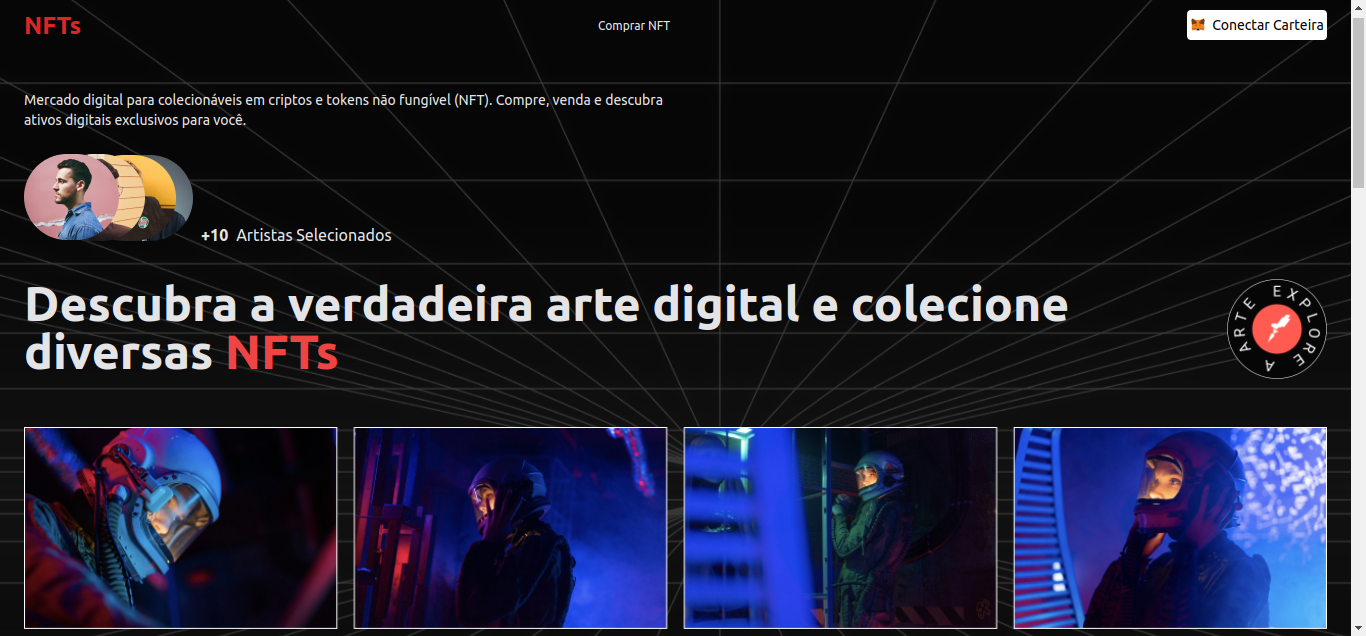 NFTs
Comprar NFT
Conectar Carteira
Mercado digital para colecionáveis em criptos e tokens não fungível (NFT). Compre, venda e descubra
ativos digitais exclusivos para você.
+10 Artistas Selecionados
Descubra a verdadeira arte digital e colecione
diversas NFTs
EXPLORE A ARTE